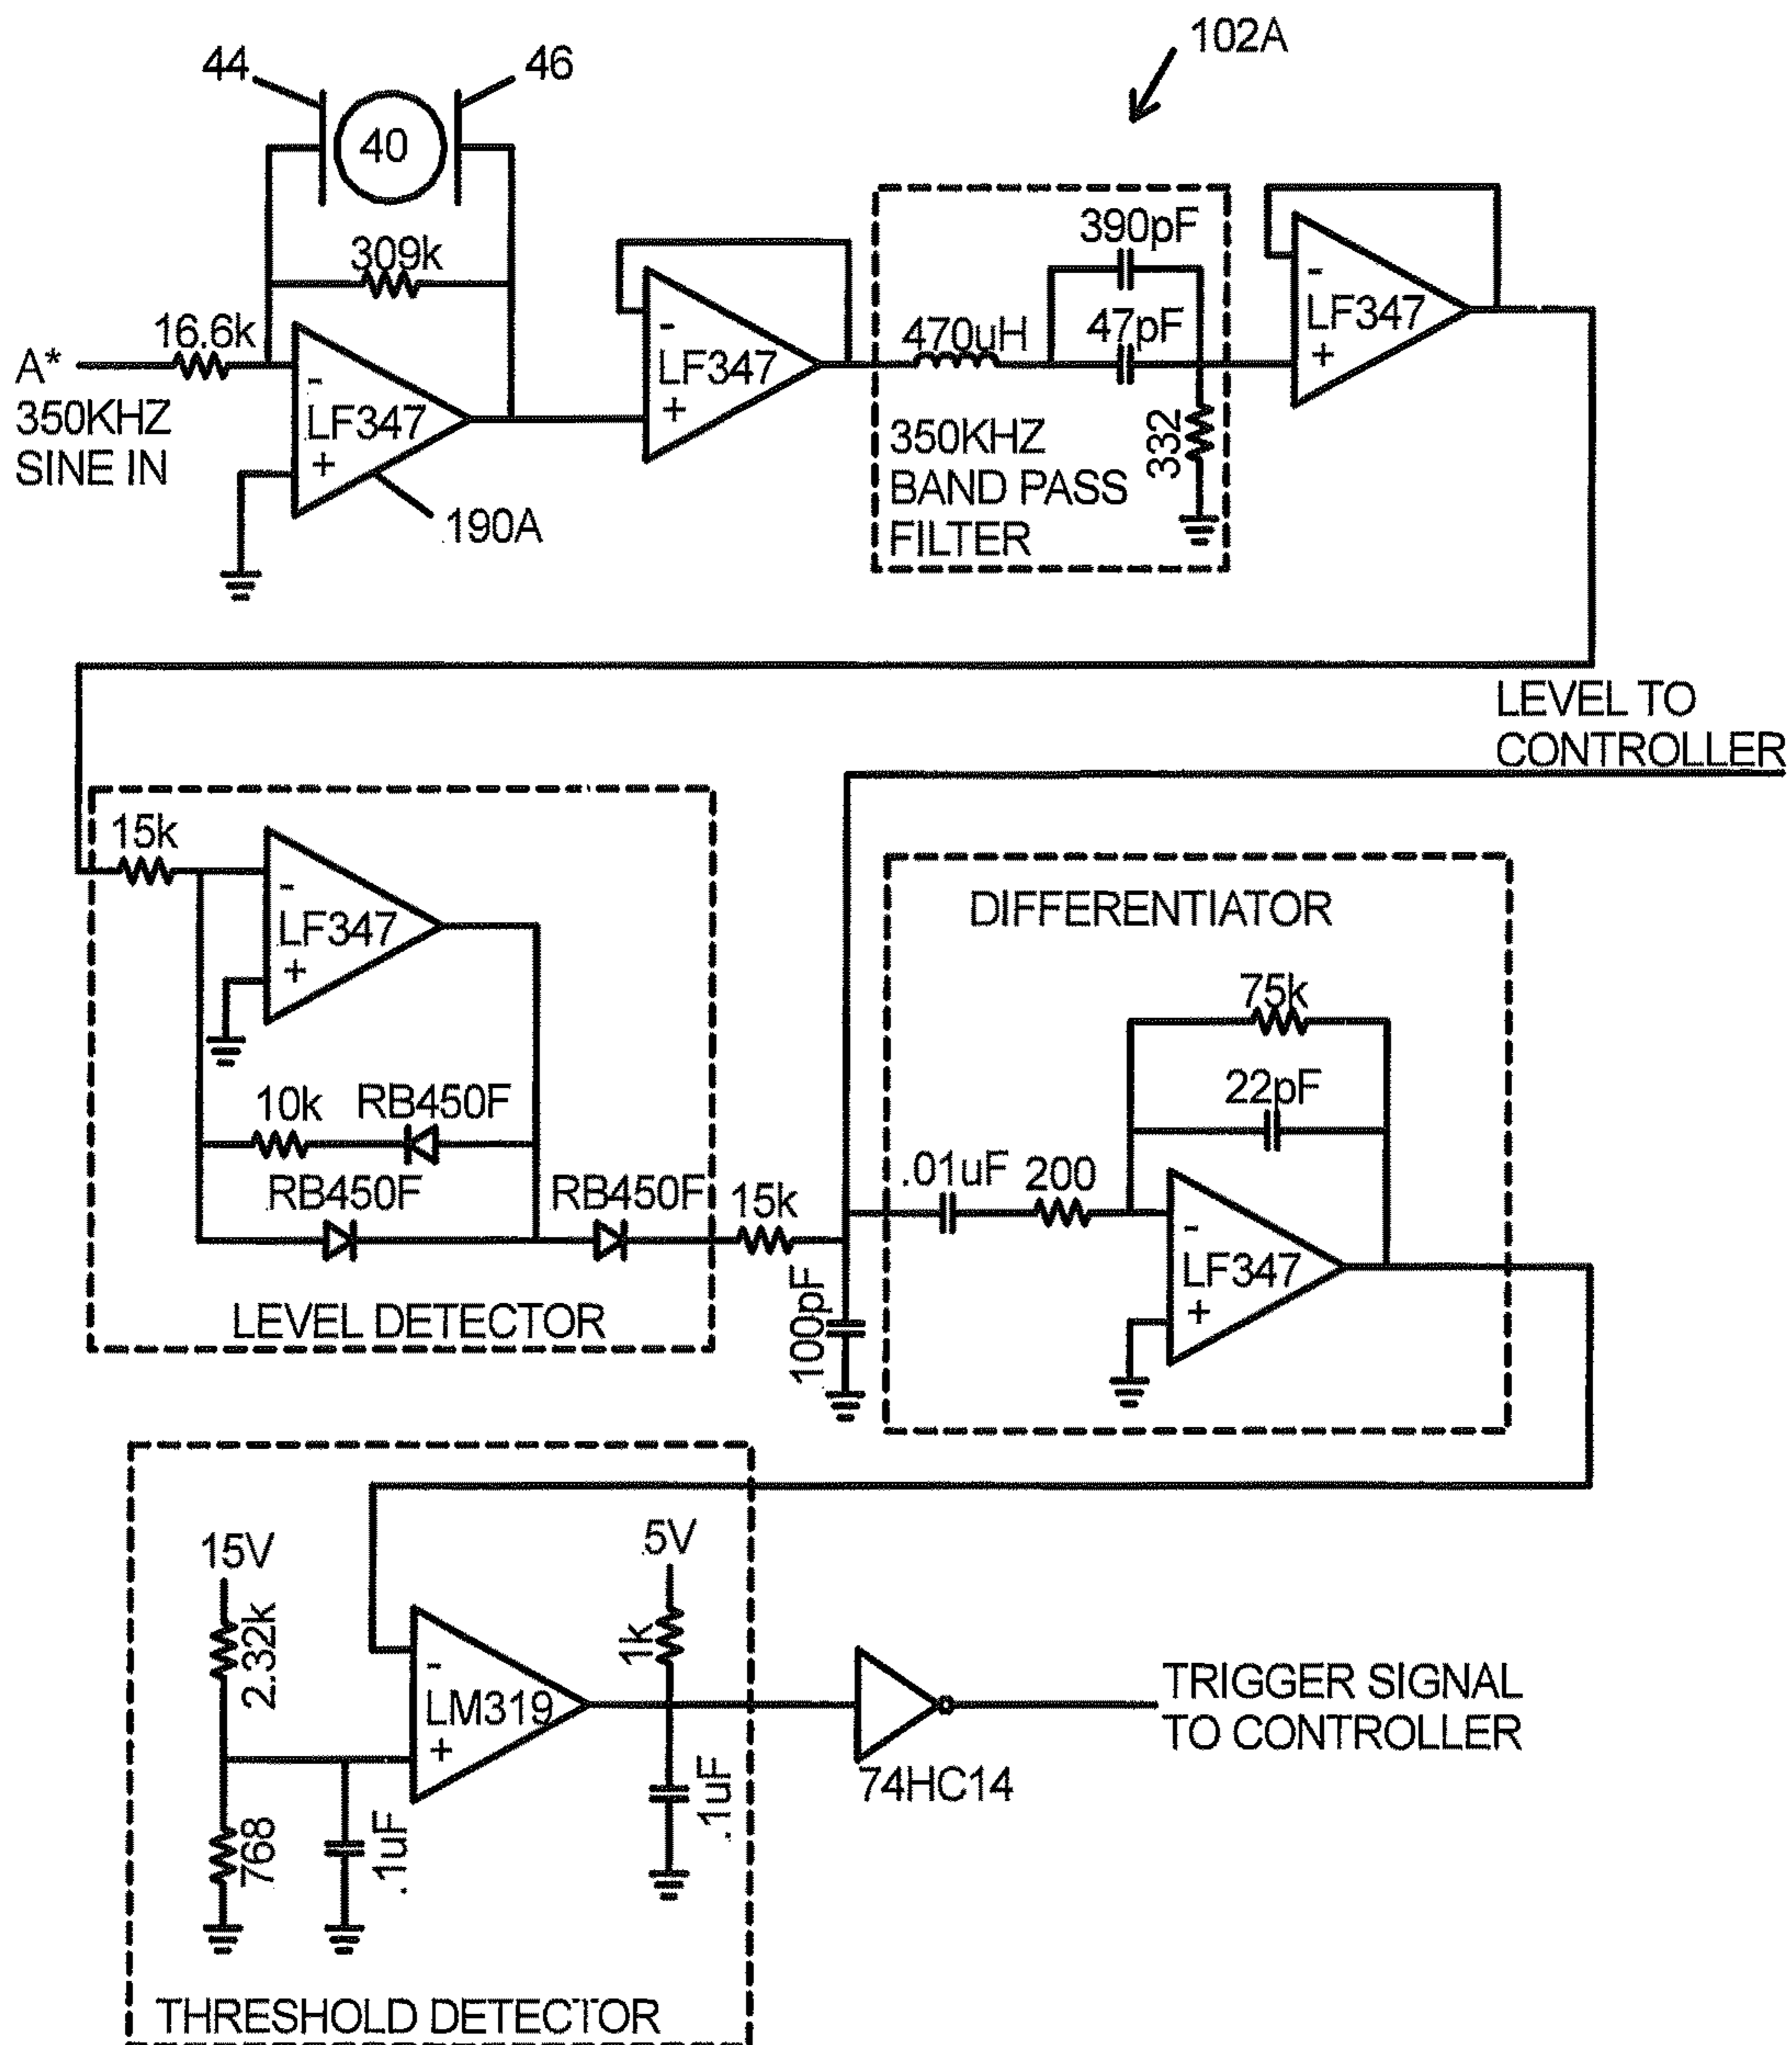 102A
44
46
40
309k
16.6k
A*
350KHZ
SINE IN
-
LF347
+
190A
-
LF347
+
390pF
470uH
47pF
332
350KHZ
BAND PASS
FILTER
-
LF347
+
LEVEL TO
CONTROLLER
15k
-
LF347
+
10k
RB450F
RB450F
RB450F
LEVEL DETECTOR
15k
100pF
DIFFERENTIATOR
75k
22pF
.01uF
200
-
LF347
+
15V
2.32k
768
.1uF
-
LM319
+
5V
1k
.1uF
74HC14
TRIGGER SIGNAL
TO CONTROLLER
THRESHOLD DETECTOR